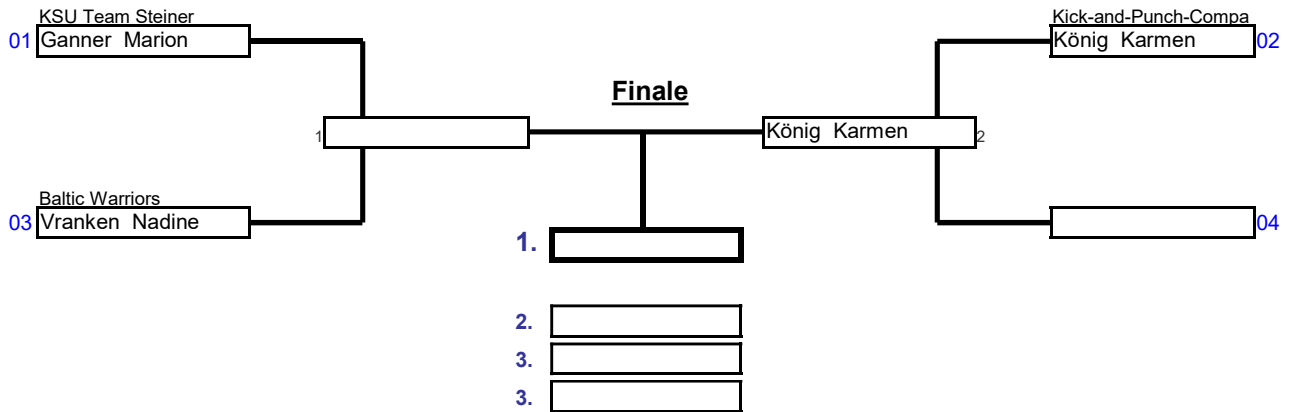 KSU Team Steiner
01 Ganner Marion
Kick-and-Punch-Compa
König Karmen 02
Finale
1
König Karmen 2
Baltic Warriors
03 Vranken Nadine
04
1.
2.
3.
3.